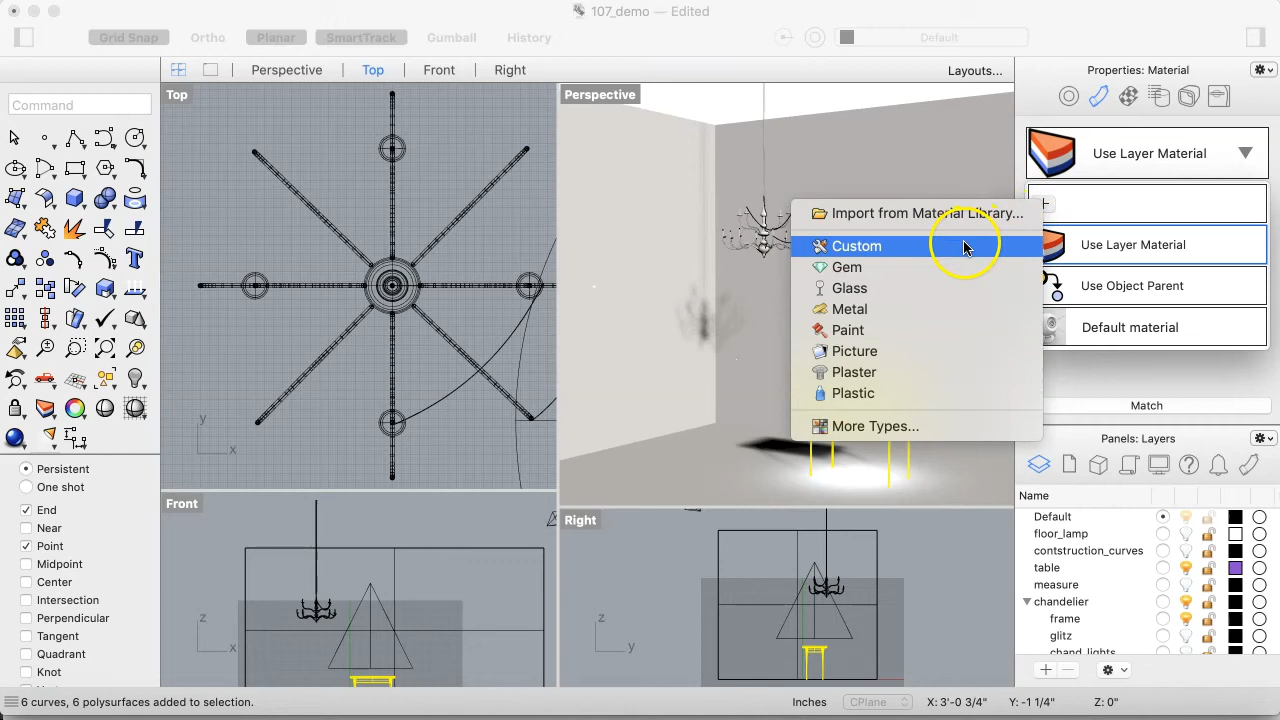 107_demo — Edited
Grid Snap Ortho Planar SmartTrack Gumball History Default
Perspective Top Front Right Layouts...
Properties: Material
Command
Top
y
x
Perspective
Front
z
x
Right
z
y
Import from Material Library...
Custom
Gem
Glass
Metal
Paint
Picture
Plaster
Plastic
More Types...
Use Layer Material
+
Use Layer Material
Use Object Parent
Default material
Match
Panels: Layers
Name
Default
floor_lamp
contstruction_curves
table
measure
chandelier
frame
glitz
chand_lights
Persistent
One shot
End
Near
Point
Midpoint
Center
Intersection
Perpendicular
Tangent
Quadrant
Knot
6 curves, 6 polysurfaces added to selection.
Inches CPlane X: 3'-0 3/4" Y: -1 1/4" Z: 0"